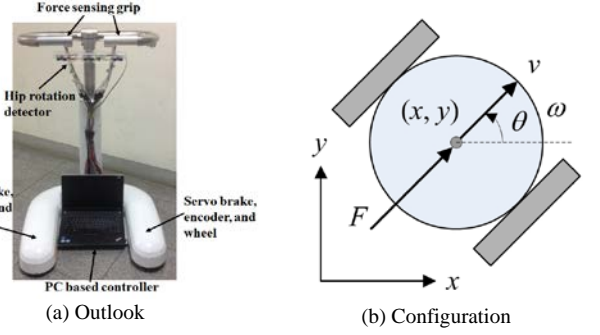 Force sensing grip
Hip rotation
detector
Servo brake,
encoder, and
wheel
PC based controller
(a) Outlook
v
(x, y)
θ
ω
y
F
x
(b) Configuration